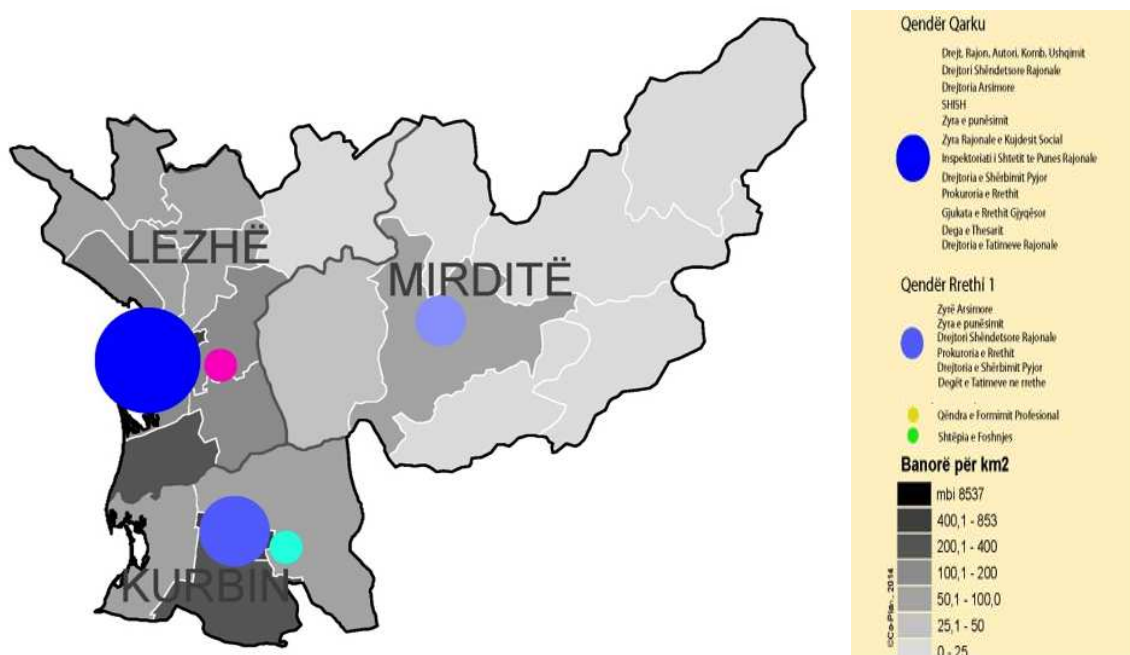 LEZHË
MIRDITË
KURBIN
Qendër Qarku
Drejt. Rajon. Autori. Komb. Ushqimit
Drejtori Shëndetsore Rajonale
Drejtoria Arsimore
SHISH
Zyra e punësimit
Zyra Rajonale e Kujdesit Social
Inspektoriati i Shtetit te Punes Rajonale
Drejtoria e Shërbimit Pyjor
Prokuroria e Rrethit
Gjukata e Rrethit Gjyqësor
Dega e Thesarit
Drejtoria e Tatimeve Rajonale
Qendër Rrethi 1
Zyrë Arsimore
Zyra e punësimit
Drejtori Shëndetsore Rajonale
Prokuroria e Rrethit
Drejtoria e Shërbimit Pyjor
Degët e Tatimeve ne rrethe
Qëndra e Formimit Profesional
Shtëpia e Foshnjes
Banorë për km2
mbi 8537
400,1 - 853
200,1 - 400
100,1 - 200
50,1 - 100,0
25,1 - 50
0 - 25
©Co-Plan-, 2014